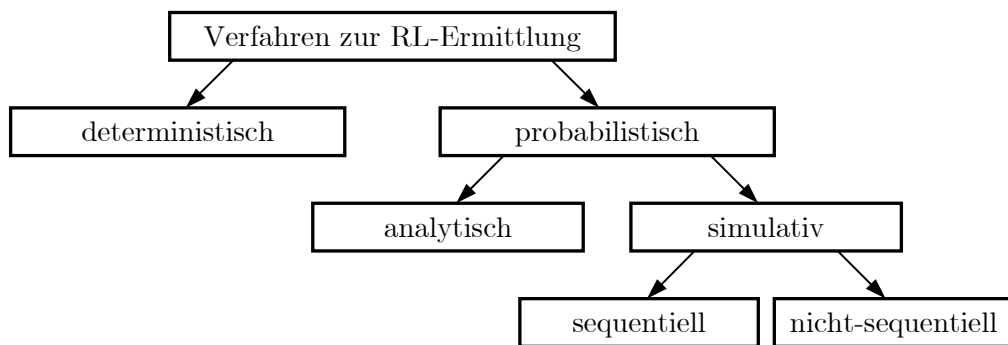 Verfahren zur RL-Ermittlung
deterministisch
probabilistisch
analytisch
simulativ
sequentiell
nicht-sequentiell